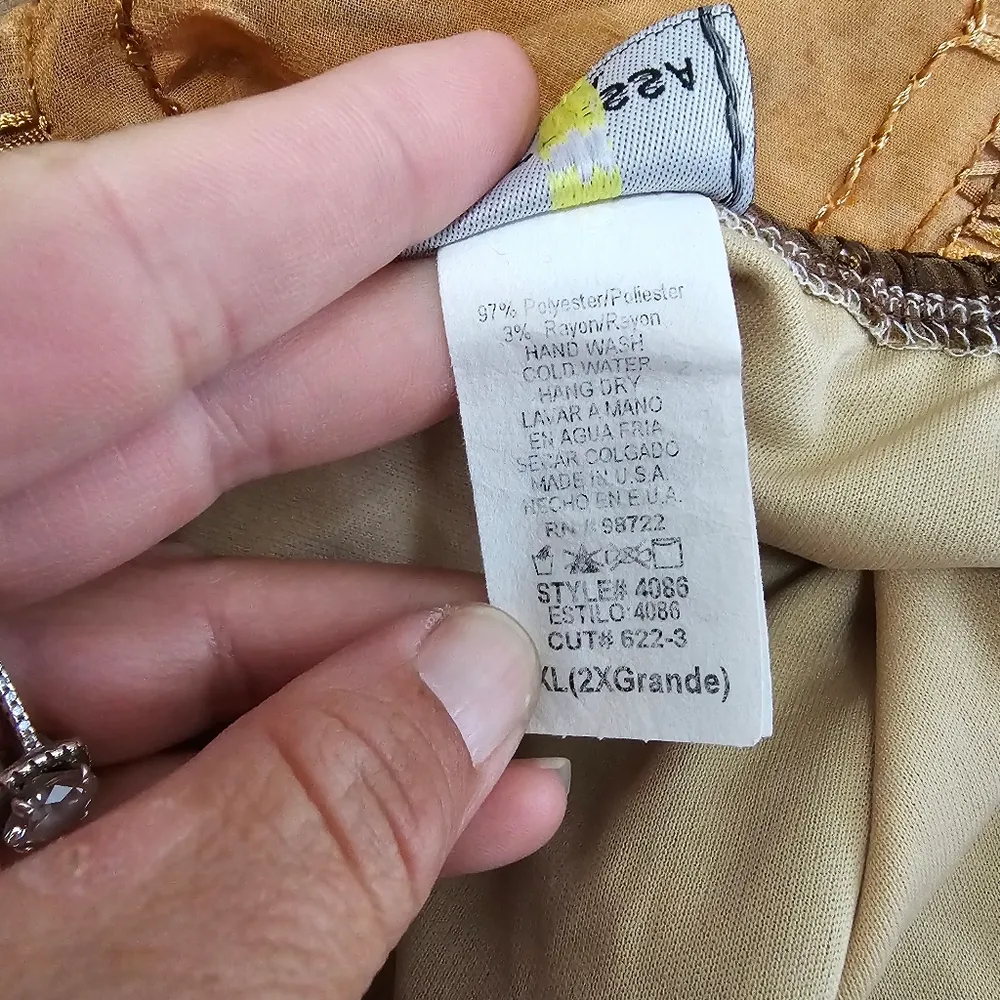 97% Polyester/Poliester
3% Rayon/Rayon
HAND WASH
COLD WATER
HANG DRY
LAVAR A MANO
EN AGUA FRIA
SECAR COLGADO
MADE IN U.S.A.
HECHO EN E.U.A.
RN # 98722
STYLE# 4086
ESTILO 4086
CUT# 622-3
XL(2XGrande)